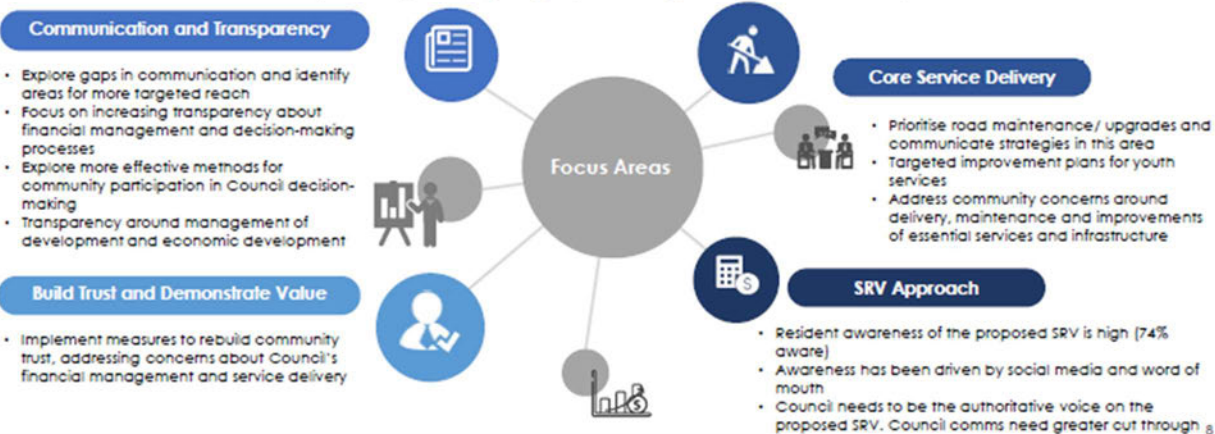 Communication and Transparency
• Explore gaps in communication and identify
areas for more targeted reach
• Focus on increasing transparency about
financial management and decision-making
processes
• Explore more effective methods for
community participation in Council decision-
making
• Transparency around management of
development and economic development
Build Trust and Demonstrate Value
• Implement measures to rebuild community
trust, addressing concerns about Council's
financial management and service delivery
Focus Areas
Core Service Delivery
• Prioritise road maintenance/ upgrades and
communicate strategies in this area
• Targeted improvement plans for youth
services
• Address community concerns around
delivery, maintenance and improvements
of essential services and infrastructure
SRV Approach
• Resident awareness of the proposed SRV is high (74%
aware)
• Awareness has been driven by social media and word of
mouth
• Council needs to be the authoritative voice on the
proposed SRV. Council comms need greater cut through
8